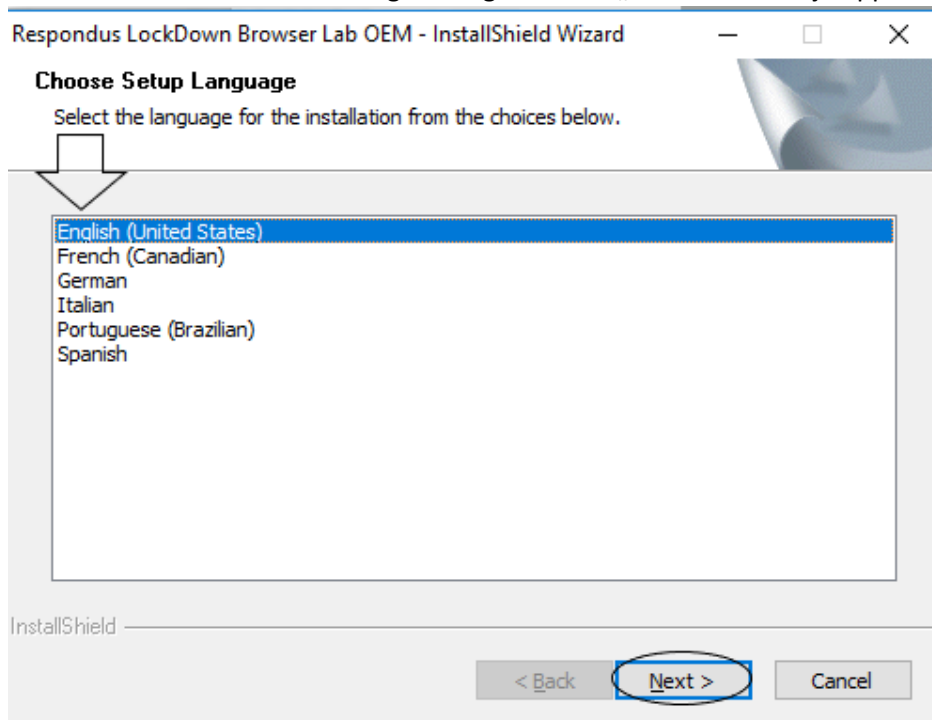 Respondus LockDown Browser Lab OEM - InstallShield Wizard
Choose Setup Language
Select the language for the installation from the choices below.
English (United States)
French (Canadian)
German
Italian
Portuguese (Brazilian)
Spanish
InstallShield
< Back Next > Cancel